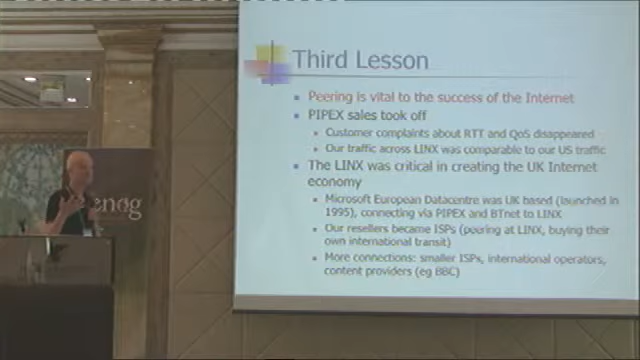 Third Lesson
Peering is vital to the success of the Internet
PIPEX sales took off
Customer complaints about RTT and QoS disappeared
Our traffic across LINX was comparable to our US traffic
The LINX was critical in creating the UK Internet
economy
Microsoft European Datacentre was UK based (launched in
1995), connecting via PIPEX and BTnet to LINX
Our resellers became ISPs (peering at LINX, buying their
own international transit)
More connections: smaller ISPs, international operators,
content providers (eg BBC)
enog